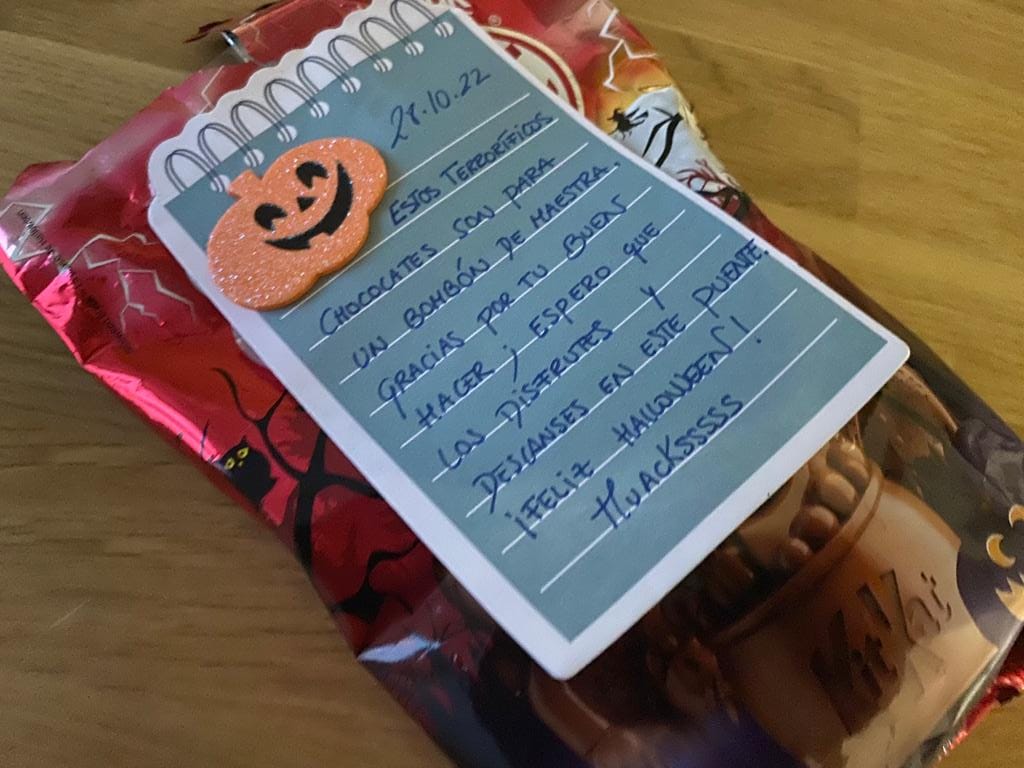 28.10.22
ESTOS TERRORÍFICOS
CHOCOLATES SON PARA
UN BOMBÓN DE MAESTRA.
GRACIAS POR TU BUEN
HACER ; ESPERO QUE
LOS DISFRUTES Y
DESCANSES EN ESTE PUENTE.
¡FELIZ HALLOWEEN!
MUACKSSSSS